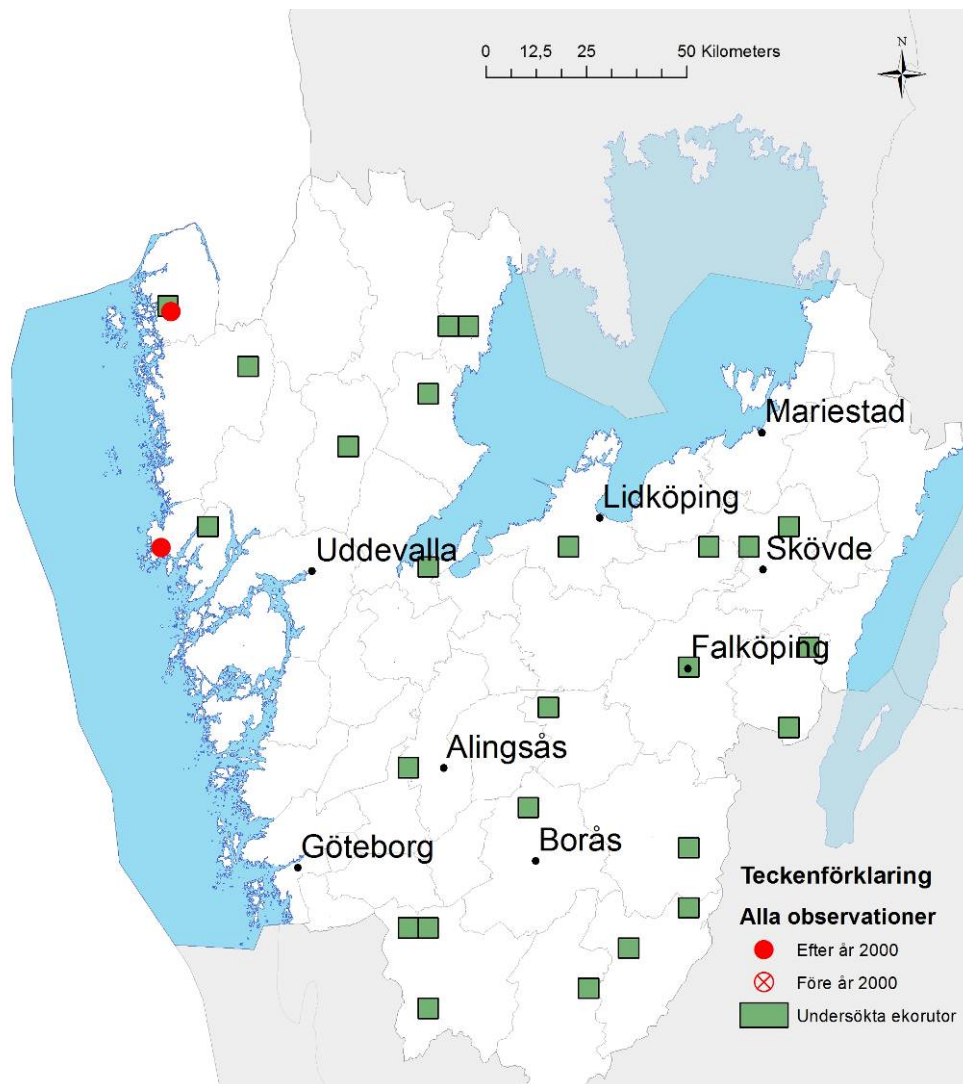 0 12,5 25 50 Kilometers
N
Mariestad
Lidköping
Uddevalla
Skövde
Falköping
Alingsås
Göteborg
Borås
Teckenförklaring
Alla observationer
Efter år 2000
Före år 2000
Undersökta ekorutor